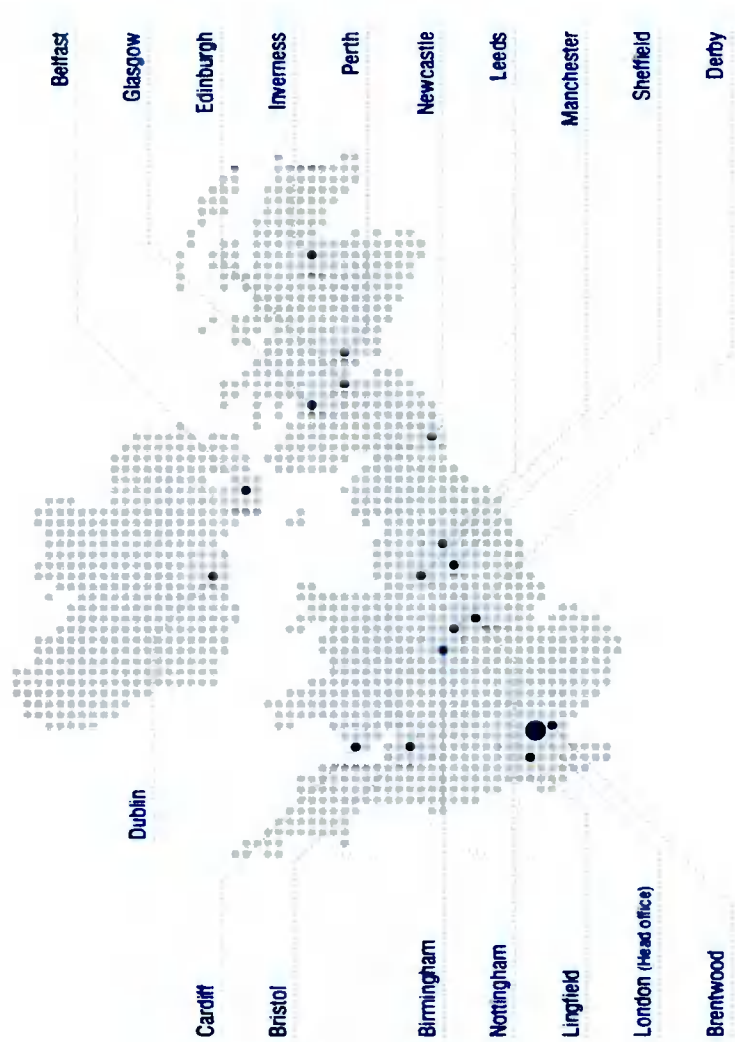 Belfast
Glasgow
Edinburgh
Inverness
Perth
Newcastle
Leeds
Manchester
Sheffield
Derby
Dublin
Cardiff
Bristol
Birmingham
Nottingham
Lingfield
London (Head office)
Brentwood